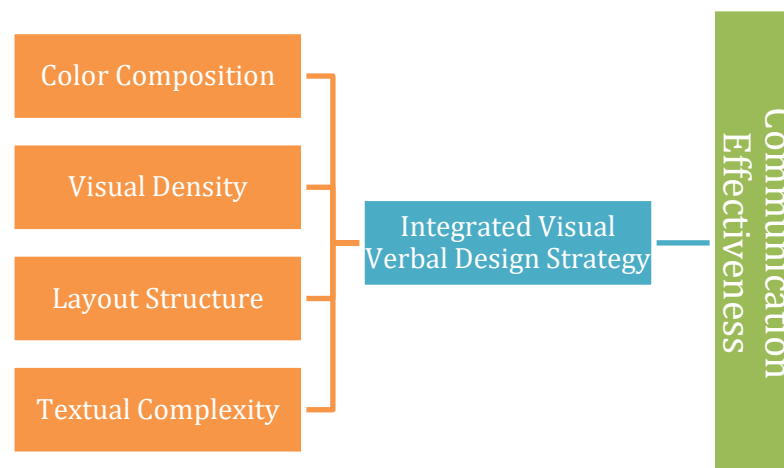 Color Composition
Visual Density
Layout Structure
Textual Complexity
Integrated Visual
Verbal Design Strategy
Communication
Effectiveness